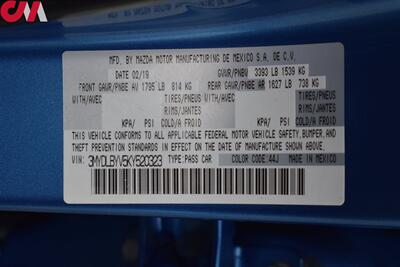 CM
MFD. BY MAZDA MOTOR MANUFACTURING DE MEXICO S.A. DE C.V.
DATE 02/19 GVWR/PNBV 3393 LB 1539 KG
FRONT GAWR/PNBE AV 1795 LB 814 KG REAR GAWR/PNBE AR 1627 LB 738 KG
WITH/AVEC TIRES/PNEUS WITH/AVEC TIRES/PNEUS
RIMS/ RIMS/
KPA/ PSI/ COLD/A FROID KPA/ PSI COLD/A FROID
THIS VEHICLE CONFORMS TO ALL APPLICABLE FEDERAL MOTOR VEHICLE SAFETY, BUMPER, AND
THEFT PREVENTION STANDARDS IN EFFECT ON THE DATE OF MANUFACTURE SHOWN ABOVE.
VIN: 3MYDLBYV5KY520323 TYPE: PASS CAR COLOR CODE: 44J MADE IN MEXICO